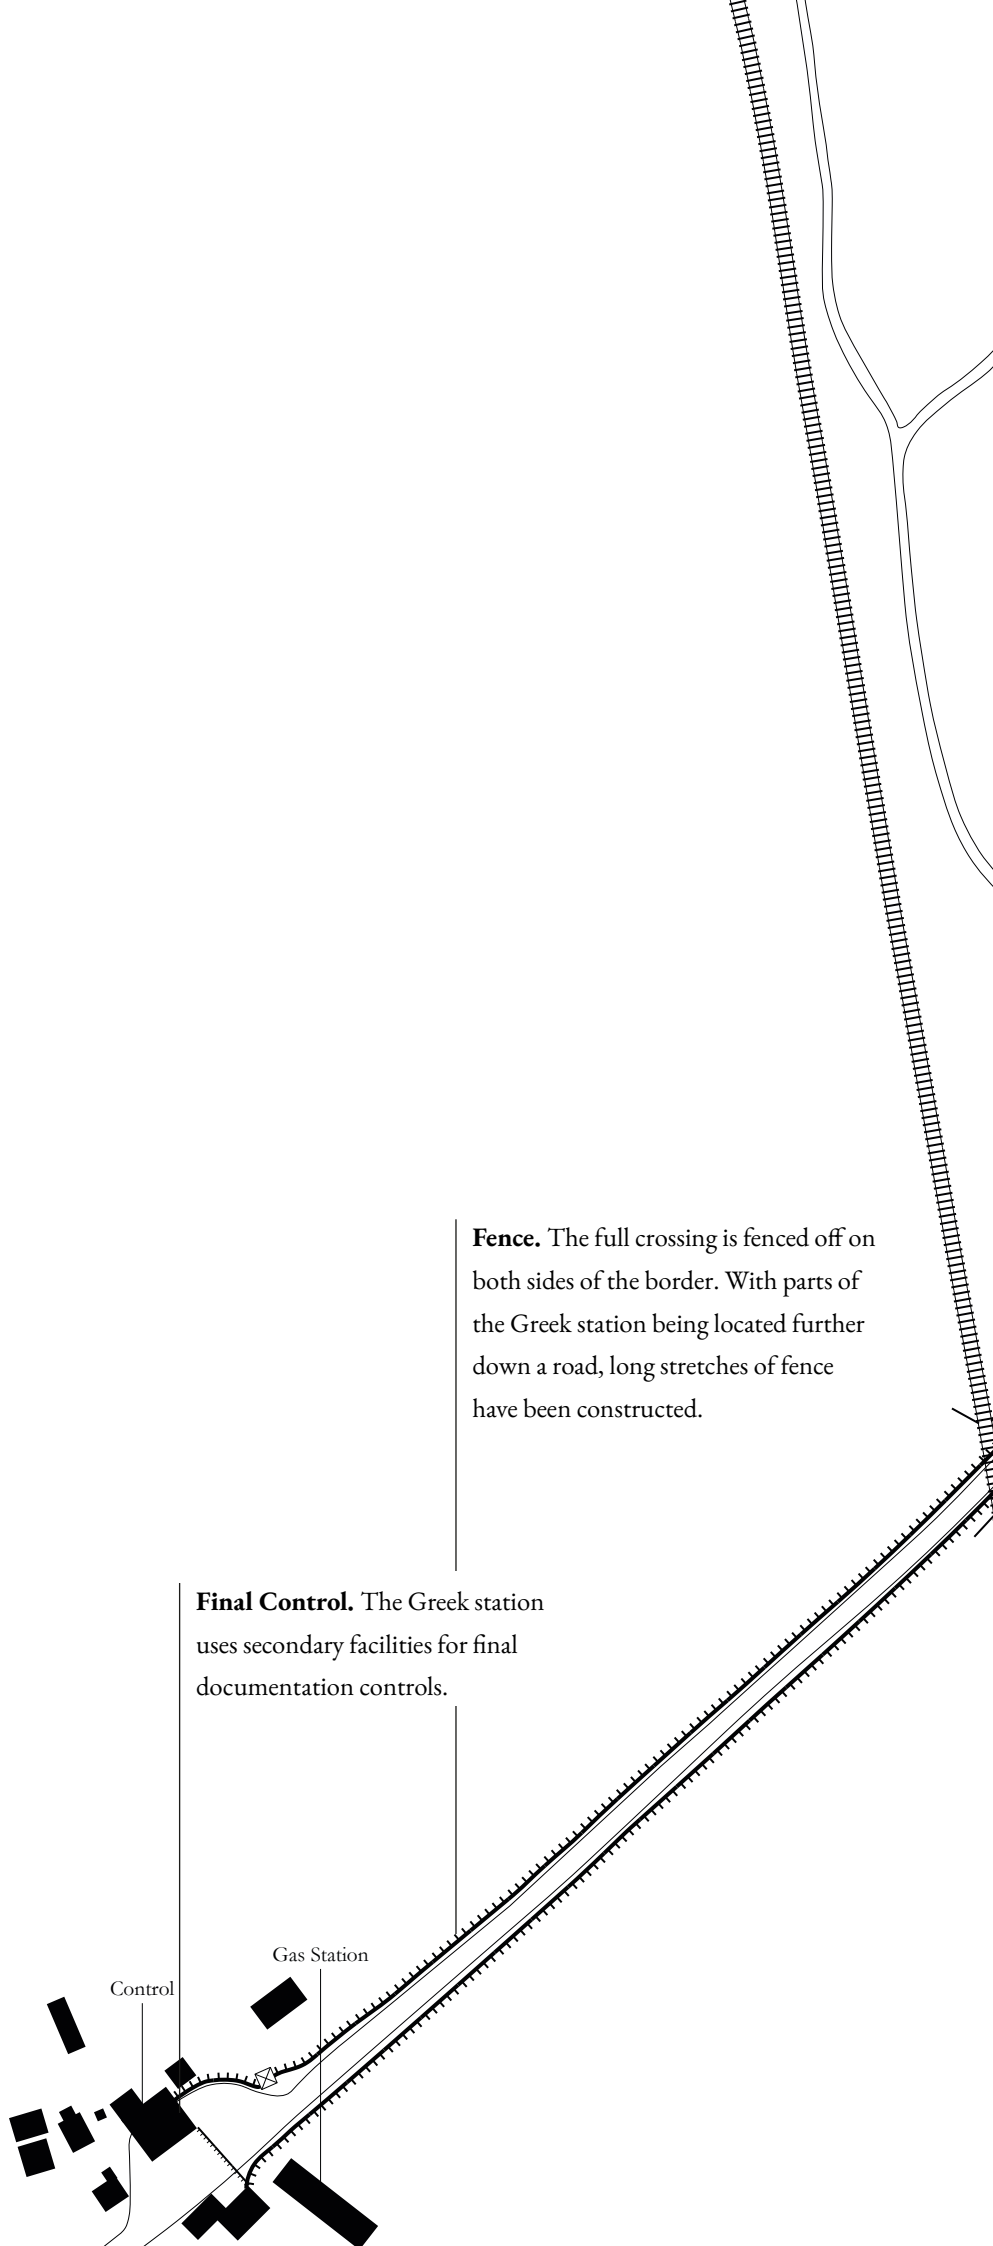 Fence. The full crossing is fenced off on
both sides of the border. With parts of
the Greek station being located further
down a road, long stretches of fence
have been constructed.
Final Control. The Greek station
uses secondary facilities for final
documentation controls.
Gas Station
Control